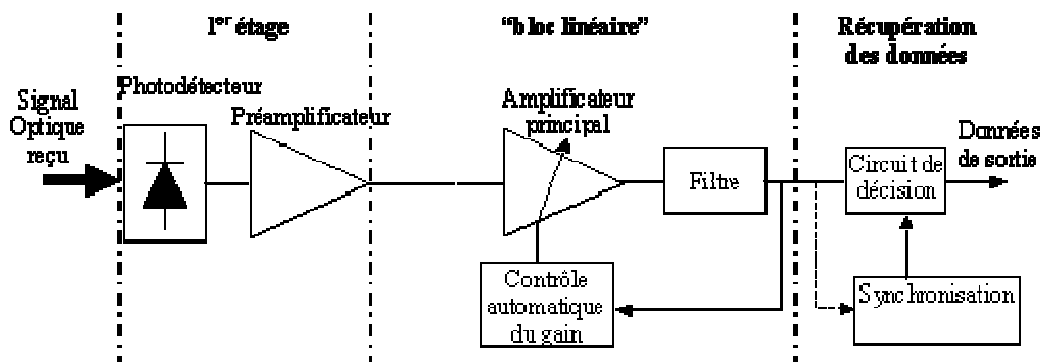 1er étage
"bloc linéaire"
Récupération
des données
Photodétecteur
Signal
Optique
reçu
Préamplificateur
Amplificateur
principal
Filtre
Circuit de
décision
Données
de sortie
Contrôle
automatique
du gain
Synchronisation